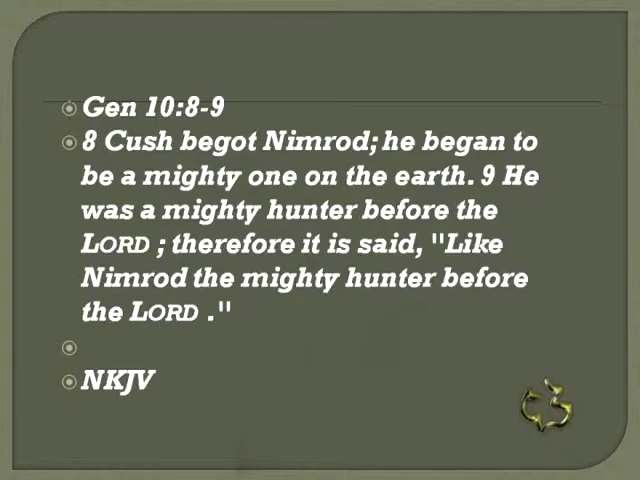 Gen 10:8-9
8 Cush begot Nimrod; he began to
be a mighty one on the earth. 9 He
was a mighty hunter before the
LORD ; therefore it is said, "Like
Nimrod the mighty hunter before
the LORD ."
NKJV